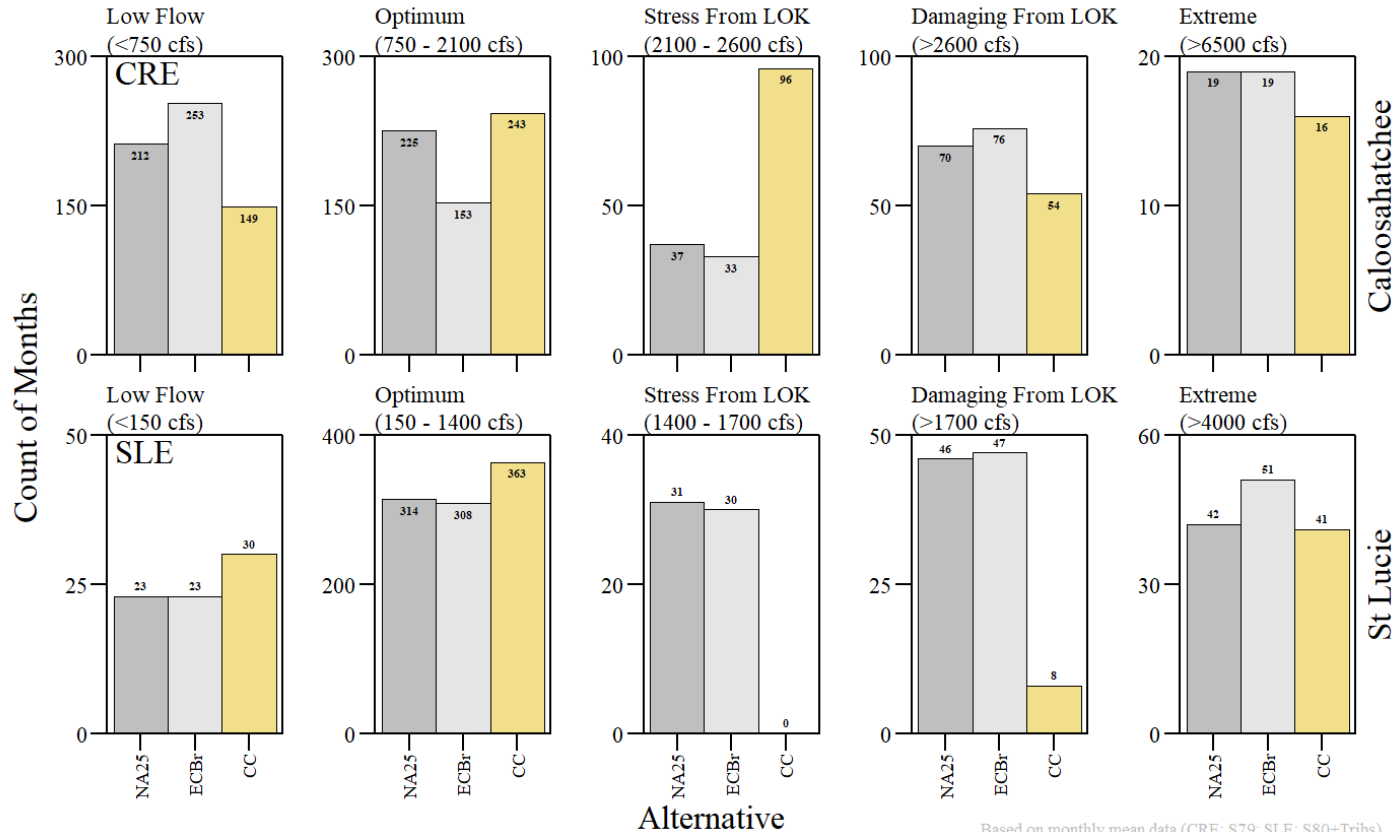 Low Flow
(<750 cfs)
Optimum
(750 - 2100 cfs)
Stress From LOK
(2100 - 2600 cfs)
Damaging From LOK
(>2600 cfs)
Extreme
(>6500 cfs)
300
150
0
CRE
212
253
149
300
150
0
225
153
243
100
50
0
37
33
96
100
50
0
70
76
54
20
10
0
19
19
16
Caloosahatchee
Count of Months
Low Flow
(<150 cfs)
Optimum
(150 - 1400 cfs)
Stress From LOK
(1400 - 1700 cfs)
Damaging From LOK
(>1700 cfs)
Extreme
(>4000 cfs)
50
25
0
SLE
23
23
30
400
200
0
314
308
363
40
20
0
31
30
0
50
25
0
46
47
8
60
30
0
42
51
41
St Lucie
NA25
ECBr
CC
NA25
ECBr
CC
NA25
ECBr
CC
NA25
ECBr
CC
NA25
ECBr
CC
Alternative
Based on monthly mean data (CRE: S79; SLE: S80+Tribs)